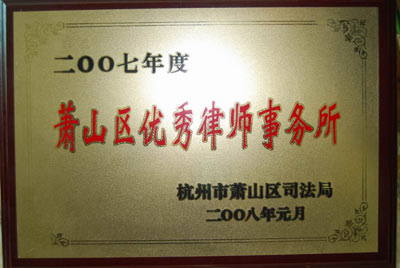 二OO七年度
萧山区优秀律师事务所
杭州市萧山区司法局
二OO八年元月